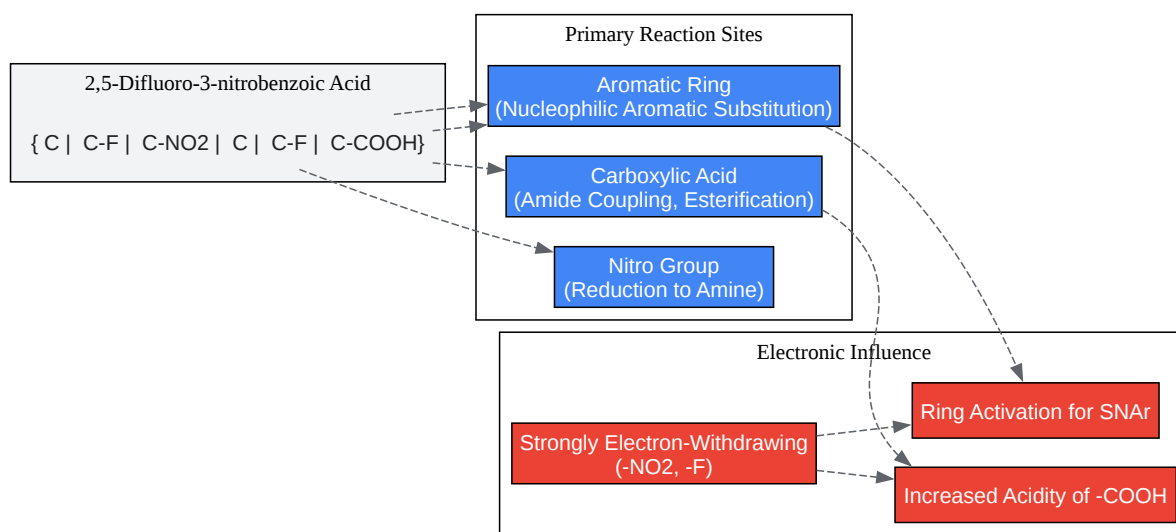 Primary Reaction Sites
2,5-Difluoro-3-nitrobenzoic Acid
{ C | C-F | C-NO2 | C | C-F | C-COOH}
Aromatic Ring
(Nucleophilic Aromatic Substitution)
Carboxylic Acid
(Amide Coupling, Esterification)
Nitro Group
(Reduction to Amine)
Electronic Influence
Strongly Electron-Withdrawing
(-NO2, -F)
Ring Activation for SNAr
Increased Acidity of -COOH